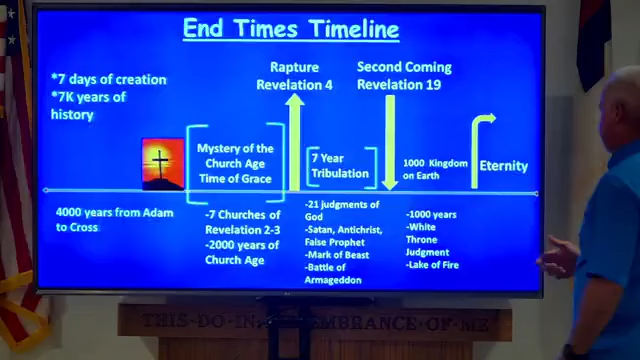 End Times Timeline
*7 days of creation
*7K years of
history
Rapture
Revelation 4
Second Coming
Revelation 19
Mystery of the
Church Age
Time of Grace
7 Year
Tribulation
1000 Kingdom
on Earth
Eternity
4000 years from Adam
to Cross
-7 Churches of
Revelation 2-3
-2000 years of
Church Age
-21 judgments of
God
-Satan, Antichrist,
False Prophet
-Mark of Beast
-Battle of
Armageddon
-1000 years
-White
Throne
Judgment
-Lake of Fire
THIS·DO·IN·REMEMBRANCE·OF·ME